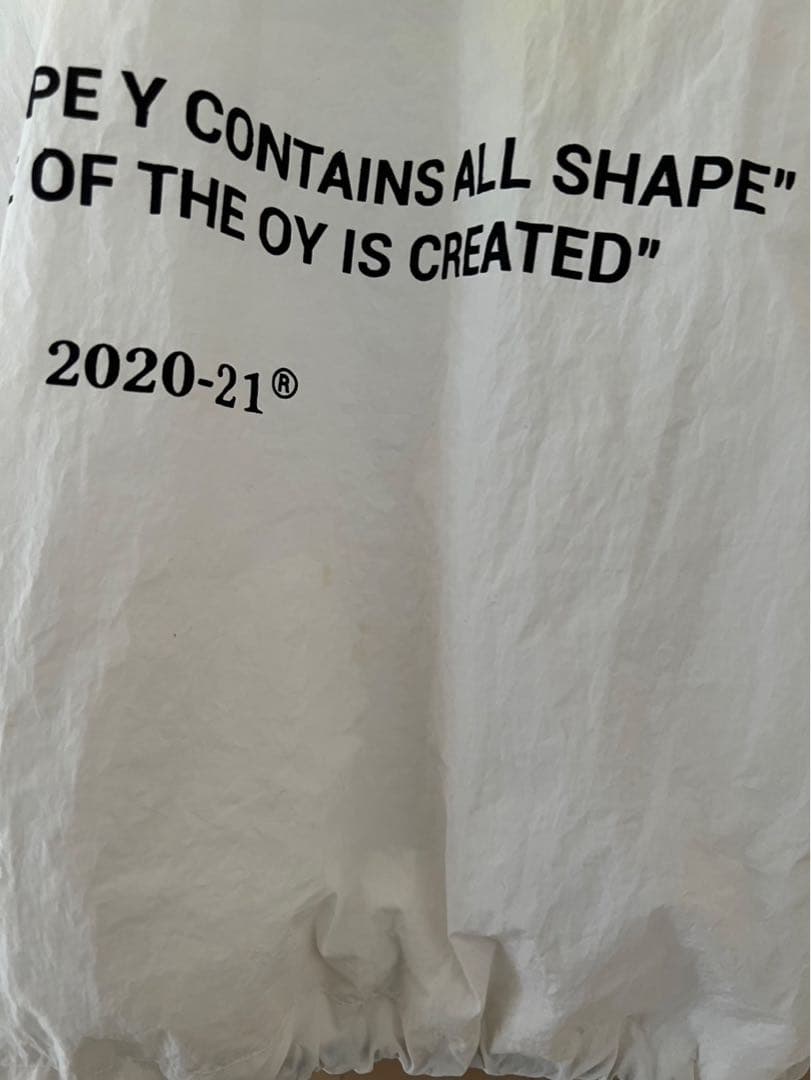 PE Y CONTAINS ALL SHAPE"
OF THE OY IS CREATED"
2020-21®